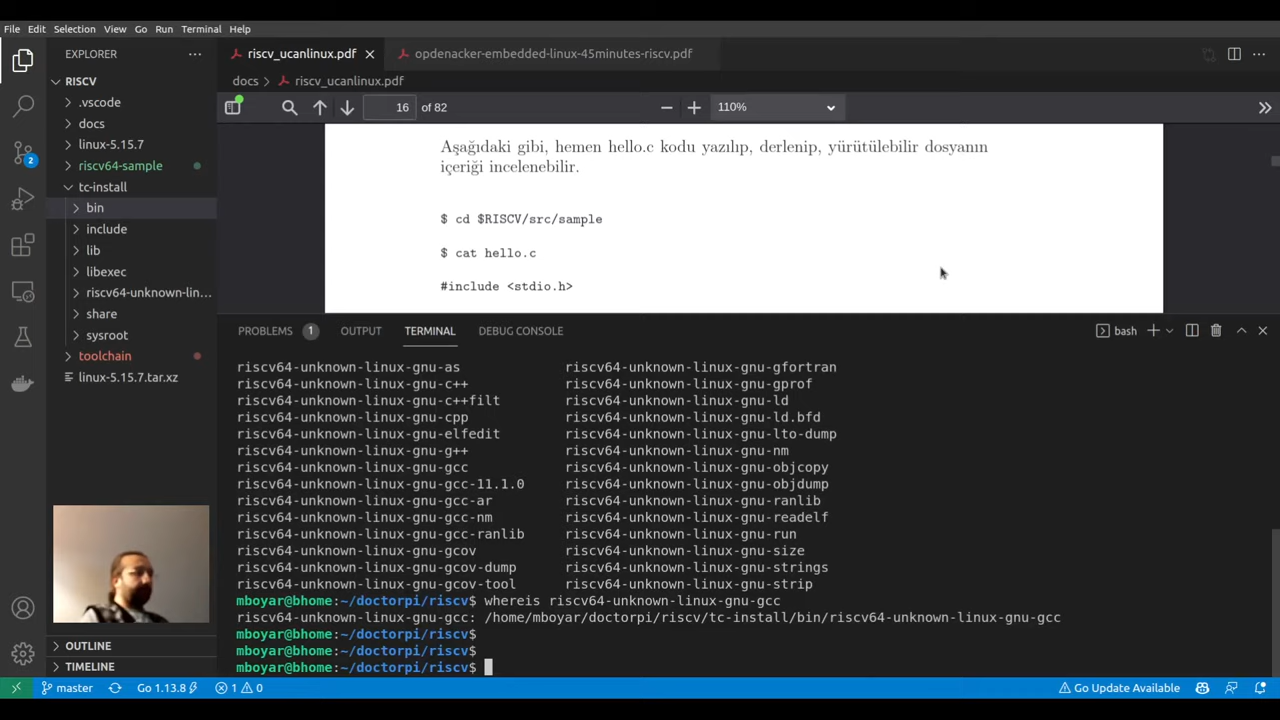 File Edit Selection View Go Run Terminal Help
EXPLORER
riscv_ucanlinux.pdf
opdenacker-embedded-linux-45minutes-riscv.pdf
RISCV
docs > riscv_ucanlinux.pdf
.vscode
16 of 82
110%
docs
linux-5.15.7
riscv64-sample
tc-install
bin
include
lib
libexec
riscv64-unknown-lin...
share
sysroot
toolchain
linux-5.15.7.tar.xz
2
Aşağıdaki gibi, hemen hello.c kodu yazılıp, derlenip, yürütülebilir dosyanın
içeriği incelenebilir.
$ cd $RISCV/src/sample
$ cat hello.c
#include <stdio.h>
PROBLEMS 1 OUTPUT TERMINAL DEBUG CONSOLE
bash
riscv64-unknown-linux-gnu-as riscv64-unknown-linux-gnu-gfortran
riscv64-unknown-linux-gnu-c++ riscv64-unknown-linux-gnu-gprof
riscv64-unknown-linux-gnu-c++filt riscv64-unknown-linux-gnu-ld
riscv64-unknown-linux-gnu-cpp riscv64-unknown-linux-gnu-ld.bfd
riscv64-unknown-linux-gnu-elfedit riscv64-unknown-linux-gnu-lto-dump
riscv64-unknown-linux-gnu-g++ riscv64-unknown-linux-gnu-nm
riscv64-unknown-linux-gnu-gcc riscv64-unknown-linux-gnu-objcopy
riscv64-unknown-linux-gnu-gcc-11.1.0 riscv64-unknown-linux-gnu-objdump
riscv64-unknown-linux-gnu-gcc-ar riscv64-unknown-linux-gnu-ranlib
riscv64-unknown-linux-gnu-gcc-nm riscv64-unknown-linux-gnu-readelf
riscv64-unknown-linux-gnu-gcc-ranlib riscv64-unknown-linux-gnu-run
riscv64-unknown-linux-gnu-gcov riscv64-unknown-linux-gnu-size
riscv64-unknown-linux-gnu-gcov-dump riscv64-unknown-linux-gnu-strings
riscv64-unknown-linux-gnu-gcov-tool riscv64-unknown-linux-gnu-strip
mboyar@bhome:~/doctorpi/riscv$ whereis riscv64-unknown-linux-gnu-gcc
riscv64-unknown-linux-gnu-gcc: /home/mboyar/doctorpi/riscv/tc-install/bin/riscv64-unknown-linux-gnu-gcc
mboyar@bhome:~/doctorpi/riscv$
mboyar@bhome:~/doctorpi/riscv$
mboyar@bhome:~/doctorpi/riscv$
OUTLINE
TIMELINE
master Go 1.13.8 1 0 Go Update Available